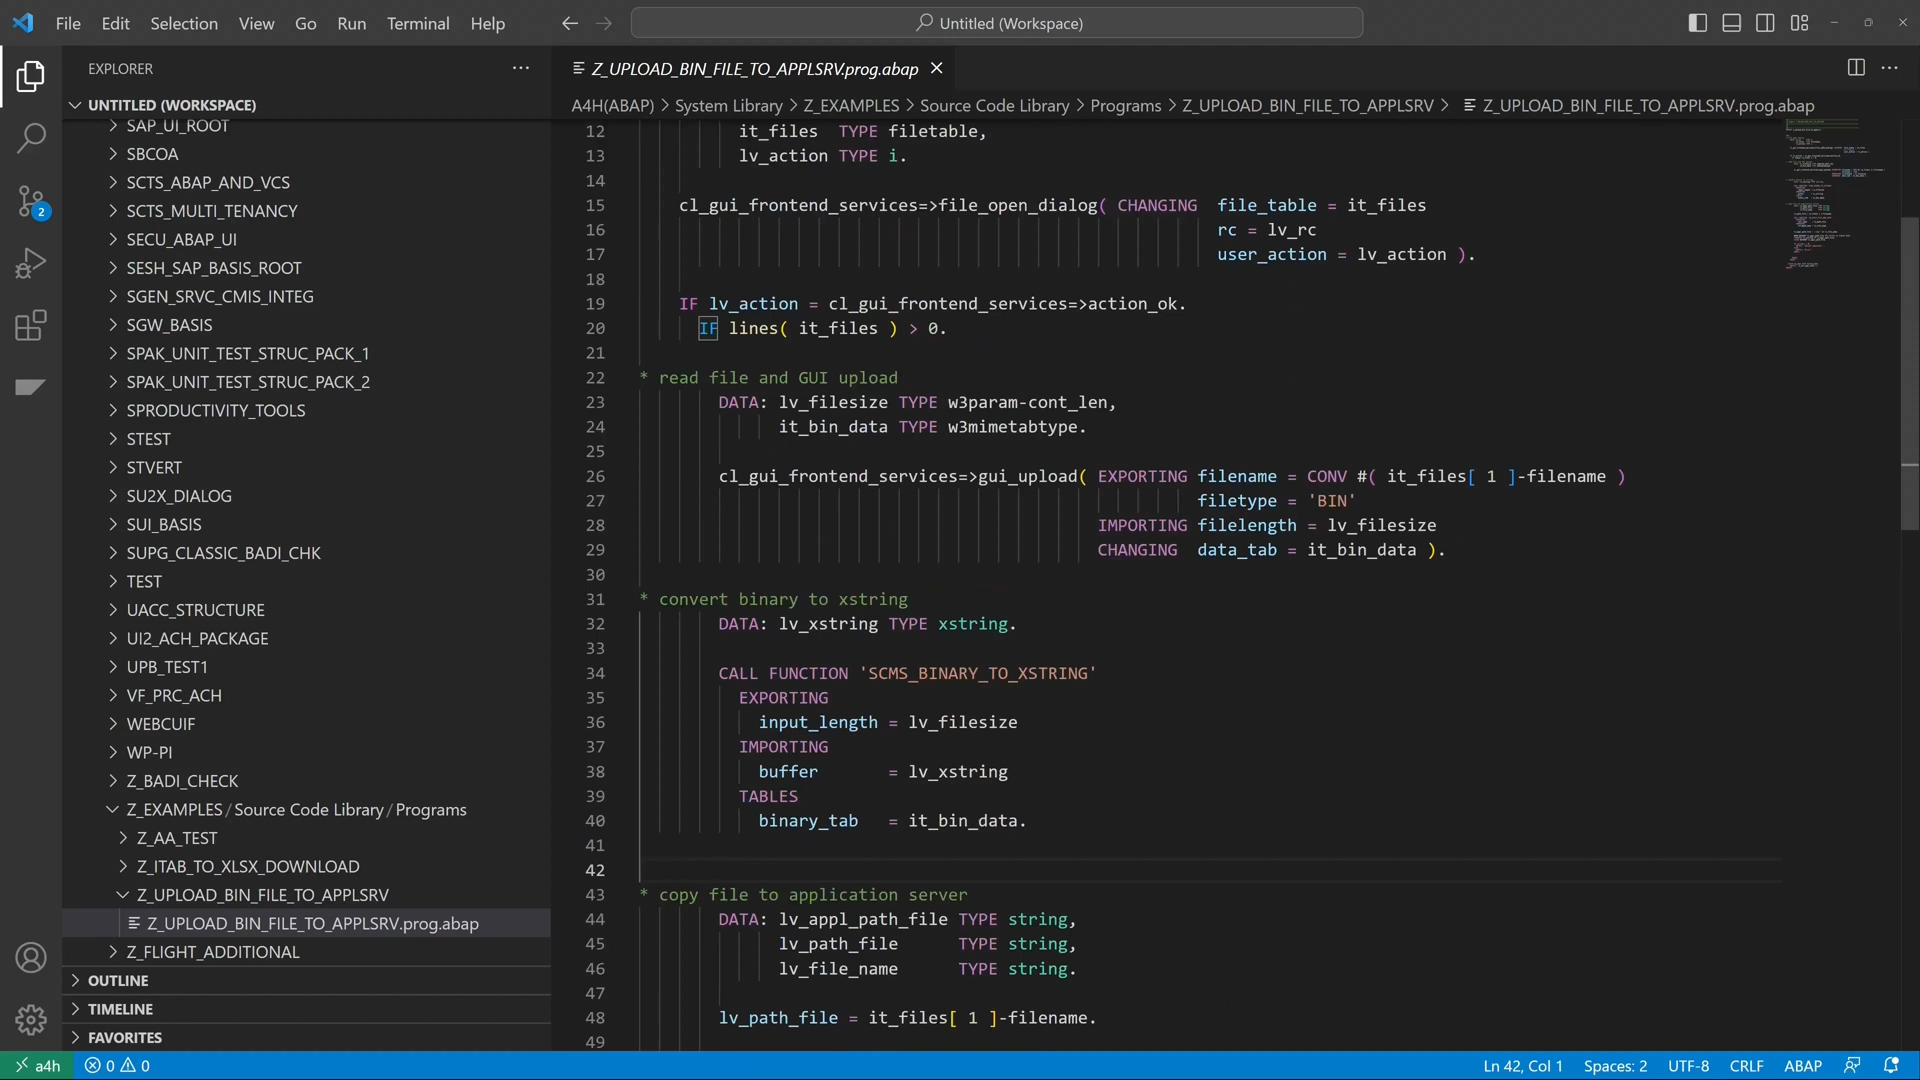 File Edit Selection View Go Run Terminal Help
Untitled (Workspace)
EXPLORER
Z_UPLOAD_BIN_FILE_TO_APPLSRV.prog.abap
A4H(ABAP) > System Library > Z_EXAMPLES > Source Code Library > Programs > Z_UPLOAD_BIN_FILE_TO_APPLSRV > Z_UPLOAD_BIN_FILE_TO_APPLSRV.prog.abap
UNTITLED (WORKSPACE)
SAP_UI_ROOT
SBCOA
SCTS_ABAP_AND_VCS
SCTS_MULTI_TENANCY
SECU_ABAP_UI
SESH_SAP_BASIS_ROOT
SGEN_SRVC_CMIS_INTEG
SGW_BASIS
SPAK_UNIT_TEST_STRUC_PACK_1
SPAK_UNIT_TEST_STRUC_PACK_2
SPRODUCTIVITY_TOOLS
STEST
STVERT
SU2X_DIALOG
SUI_BASIS
SUPG_CLASSIC_BADI_CHK
TEST
UACC_STRUCTURE
UI2_ACH_PACKAGE
UPB_TEST1
VF_PRC_ACH
WEBCUIF
WP-PI
Z_BADI_CHECK
Z_EXAMPLES / Source Code Library / Programs
Z_AA_TEST
Z_ITAB_TO_XLSX_DOWNLOAD
Z_UPLOAD_BIN_FILE_TO_APPLSRV
Z_UPLOAD_BIN_FILE_TO_APPLSRV.prog.abap
Z_FLIGHT_ADDITIONAL
OUTLINE
TIMELINE
FAVORITES
2
12 it_files TYPE filetable,
13 lv_action TYPE i.
14
15 cl_gui_frontend_services=>file_open_dialog( CHANGING file_table = it_files
16 rc = lv_rc
17 user_action = lv_action ).
18
19 IF lv_action = cl_gui_frontend_services=>action_ok.
20 IF lines( it_files ) > 0.
21
22 * read file and GUI upload
23 DATA: lv_filesize TYPE w3param-cont_len,
24 it_bin_data TYPE w3mimetabtype.
25
26 cl_gui_frontend_services=>gui_upload( EXPORTING filename = CONV #( it_files[ 1 ]-filename )
27 filetype = 'BIN'
28 IMPORTING filelength = lv_filesize
29 CHANGING data_tab = it_bin_data ).
30
31 * convert binary to xstring
32 DATA: lv_xstring TYPE xstring.
33
34 CALL FUNCTION 'SCMS_BINARY_TO_XSTRING'
35 EXPORTING
36 input_length = lv_filesize
37 IMPORTING
38 buffer = lv_xstring
39 TABLES
40 binary_tab = it_bin_data.
41
42
43 * copy file to application server
44 DATA: lv_appl_path_file TYPE string,
45 lv_path_file TYPE string,
46 lv_file_name TYPE string.
47
48 lv_path_file = it_files[ 1 ]-filename.
49
a4h 0 0 Ln 42, Col 1 Spaces: 2 UTF-8 CRLF ABAP